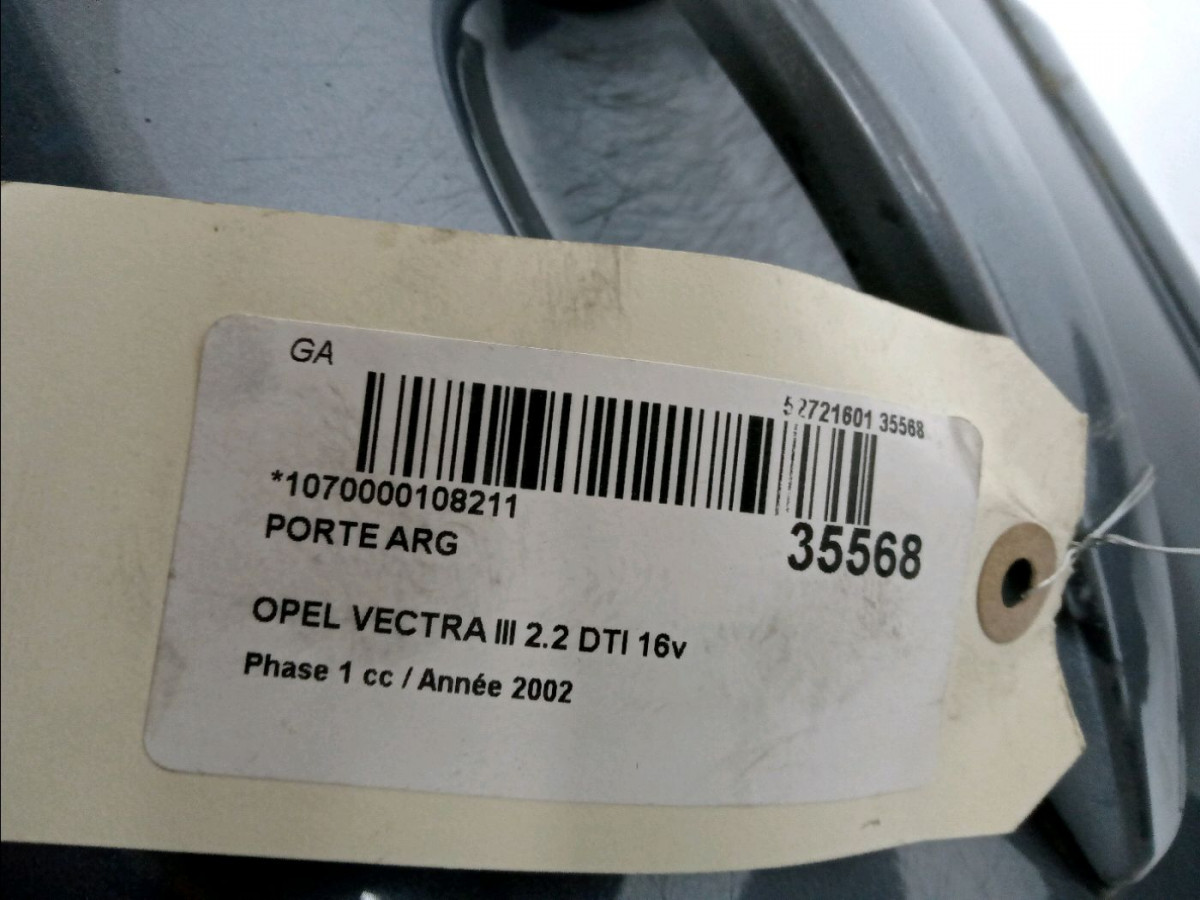 GA
52721601 35568
*1070000108211
35568
PORTE ARG
OPEL VECTRA III 2.2 DTI 16v
Phase 1 cc / Année 2002